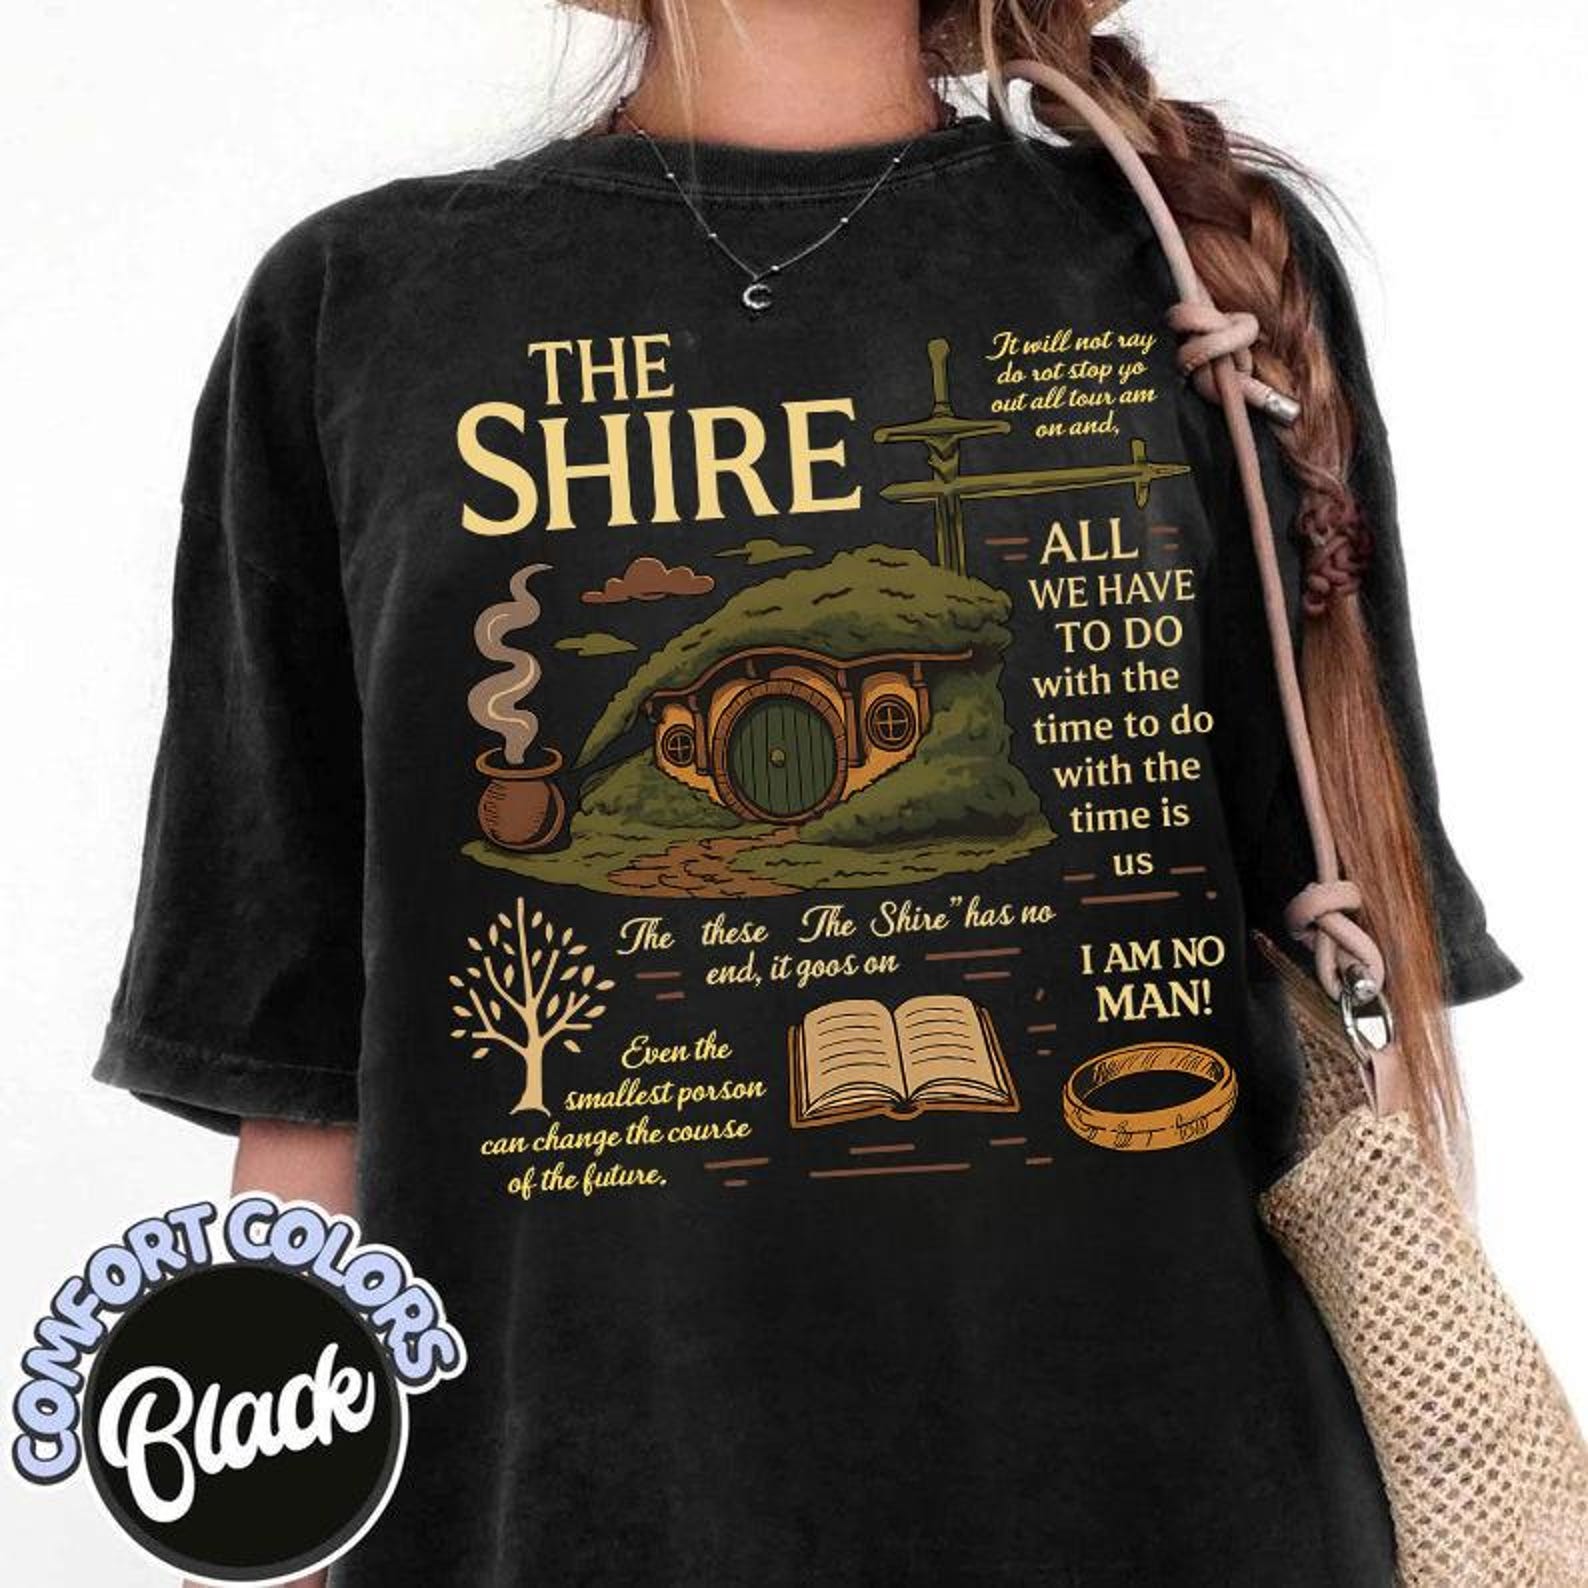 THE
SHIRE
It will not ray
do rot stop yo
out all tour am
on and,
ALL
WE HAVE
TO DO
with the
time to do
with the
time is
us
The these The Shire” has no
end, it goos on
I AM NO
MAN!
Even the
smallest porson
can change the course
of the future.
COMFORT COLORS
Black